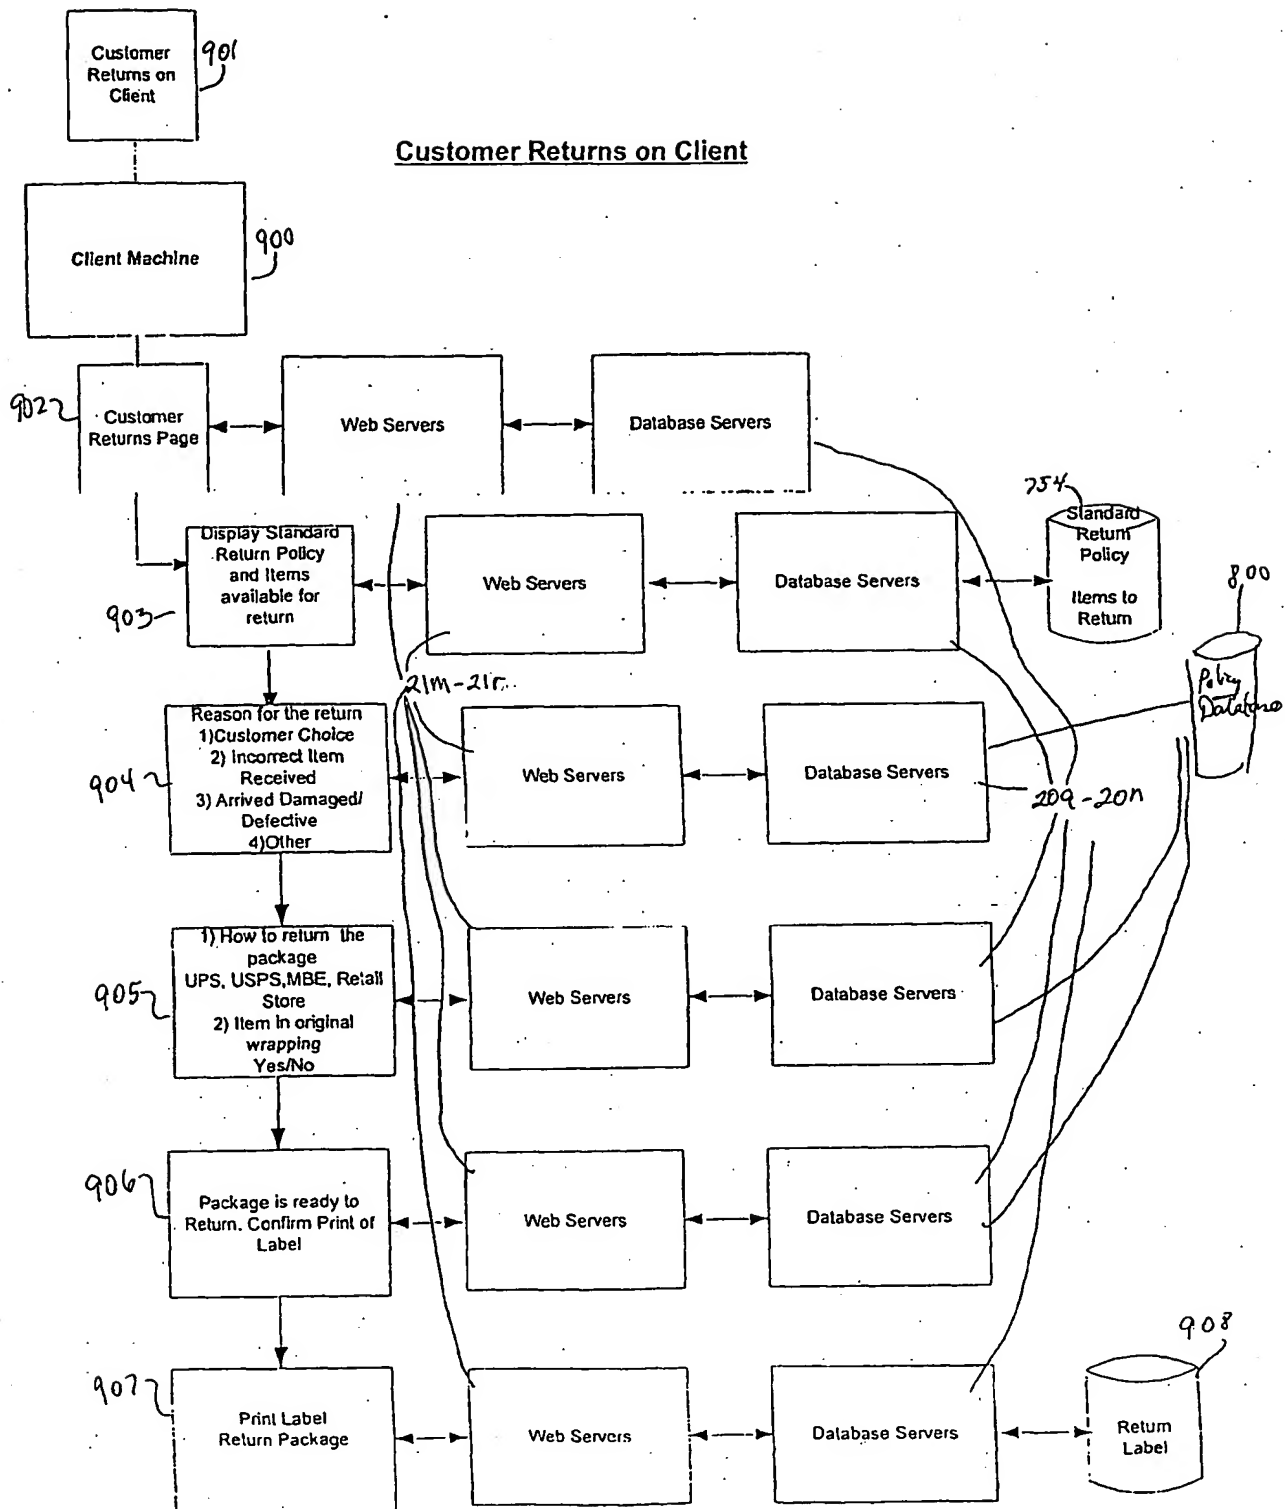 Customer
Returns on
Client
901
Customer Returns on Client
Client Machine
900
902
Customer
Returns Page
Web Servers
Database Servers
754
Standard
Return
Policy
Items to
Return
Display Standard
Return Policy
and Items
available for
return
903
Web Servers
Database Servers
800
Policy
Database
21m-21r
Reason for the return
1)Customer Choice
2) Incorrect Item
Received
3) Arrived Damaged/
Defective
4)Other
904
Web Servers
Database Servers
209-20n
1) How to return the
package
UPS, USPS,MBE, Retail
Store
2) Item in original
wrapping
Yes/No
905
Web Servers
Database Servers
906
Package is ready to
Return. Confirm Print of
Label
Web Servers
Database Servers
907
Print Label
Return Package
Web Servers
Database Servers
908
Return
Label